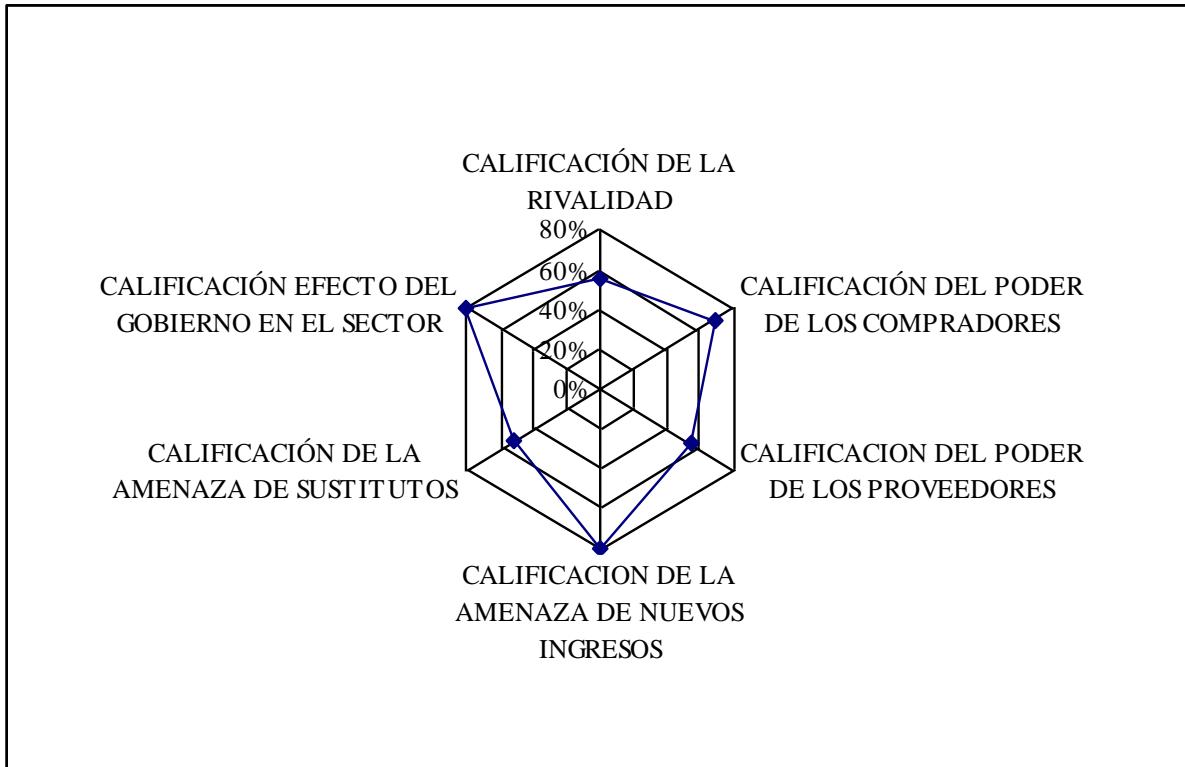 CALIFICACIÓN DE LA
RIVALIDAD
80%
60%
40%
20%
0%
CALIFICACIÓN DEL PODER
DE LOS COMPRADORES
CALIFICACION DEL PODER
DE LOS PROVEEDORES
CALIFICACION DE LA
AMENAZA DE NUEVOS
INGRESOS
CALIFICACIÓN DE LA
AMENAZA DE SUSTITUTOS
CALIFICACIÓN EFECTO DEL
GOBIERNO EN EL SECTOR